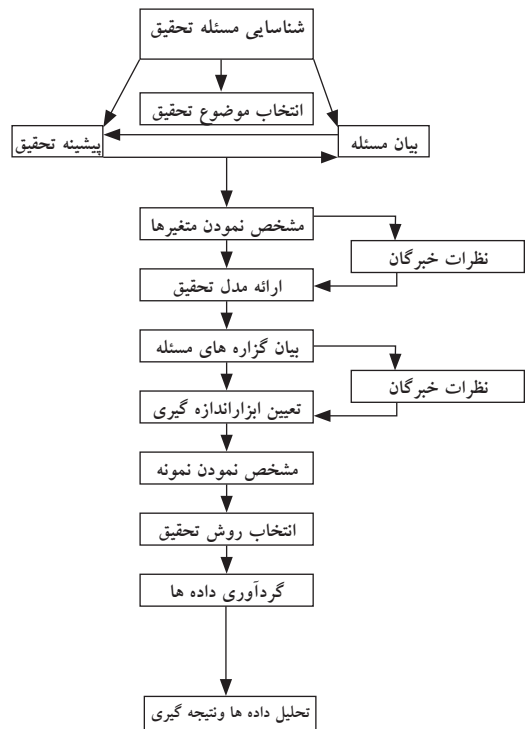 شناسایی مسئله تحقیق
انتخاب موضوع تحقیق
بیان مسئله
پیشینه تحقیق
مشخص نمودن متغیرها
نظرات خبرگان
ارائه مدل تحقیق
بیان گزاره های مسئله
نظرات خبرگان
تعیین ابزاراندازه گیری
مشخص نمودن نمونه
انتخاب روش تحقیق
گردآوری داده ها
تحلیل داده ها ونتیجه گیری